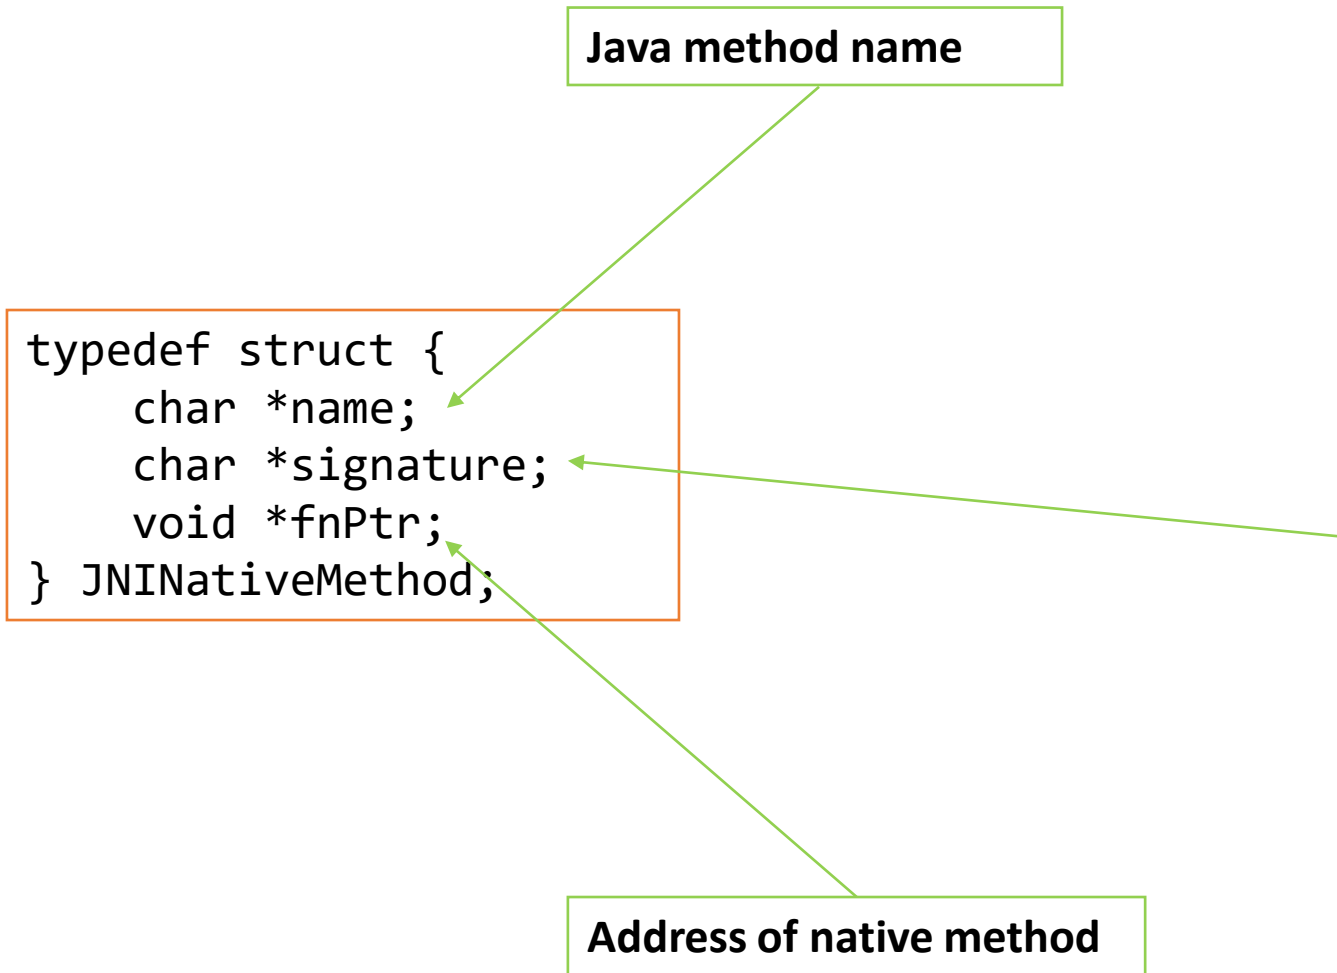 Java method name
typedef struct {
    char *name;
    char *signature;
    void *fnPtr;
} JNINativeMethod;
Address of native method